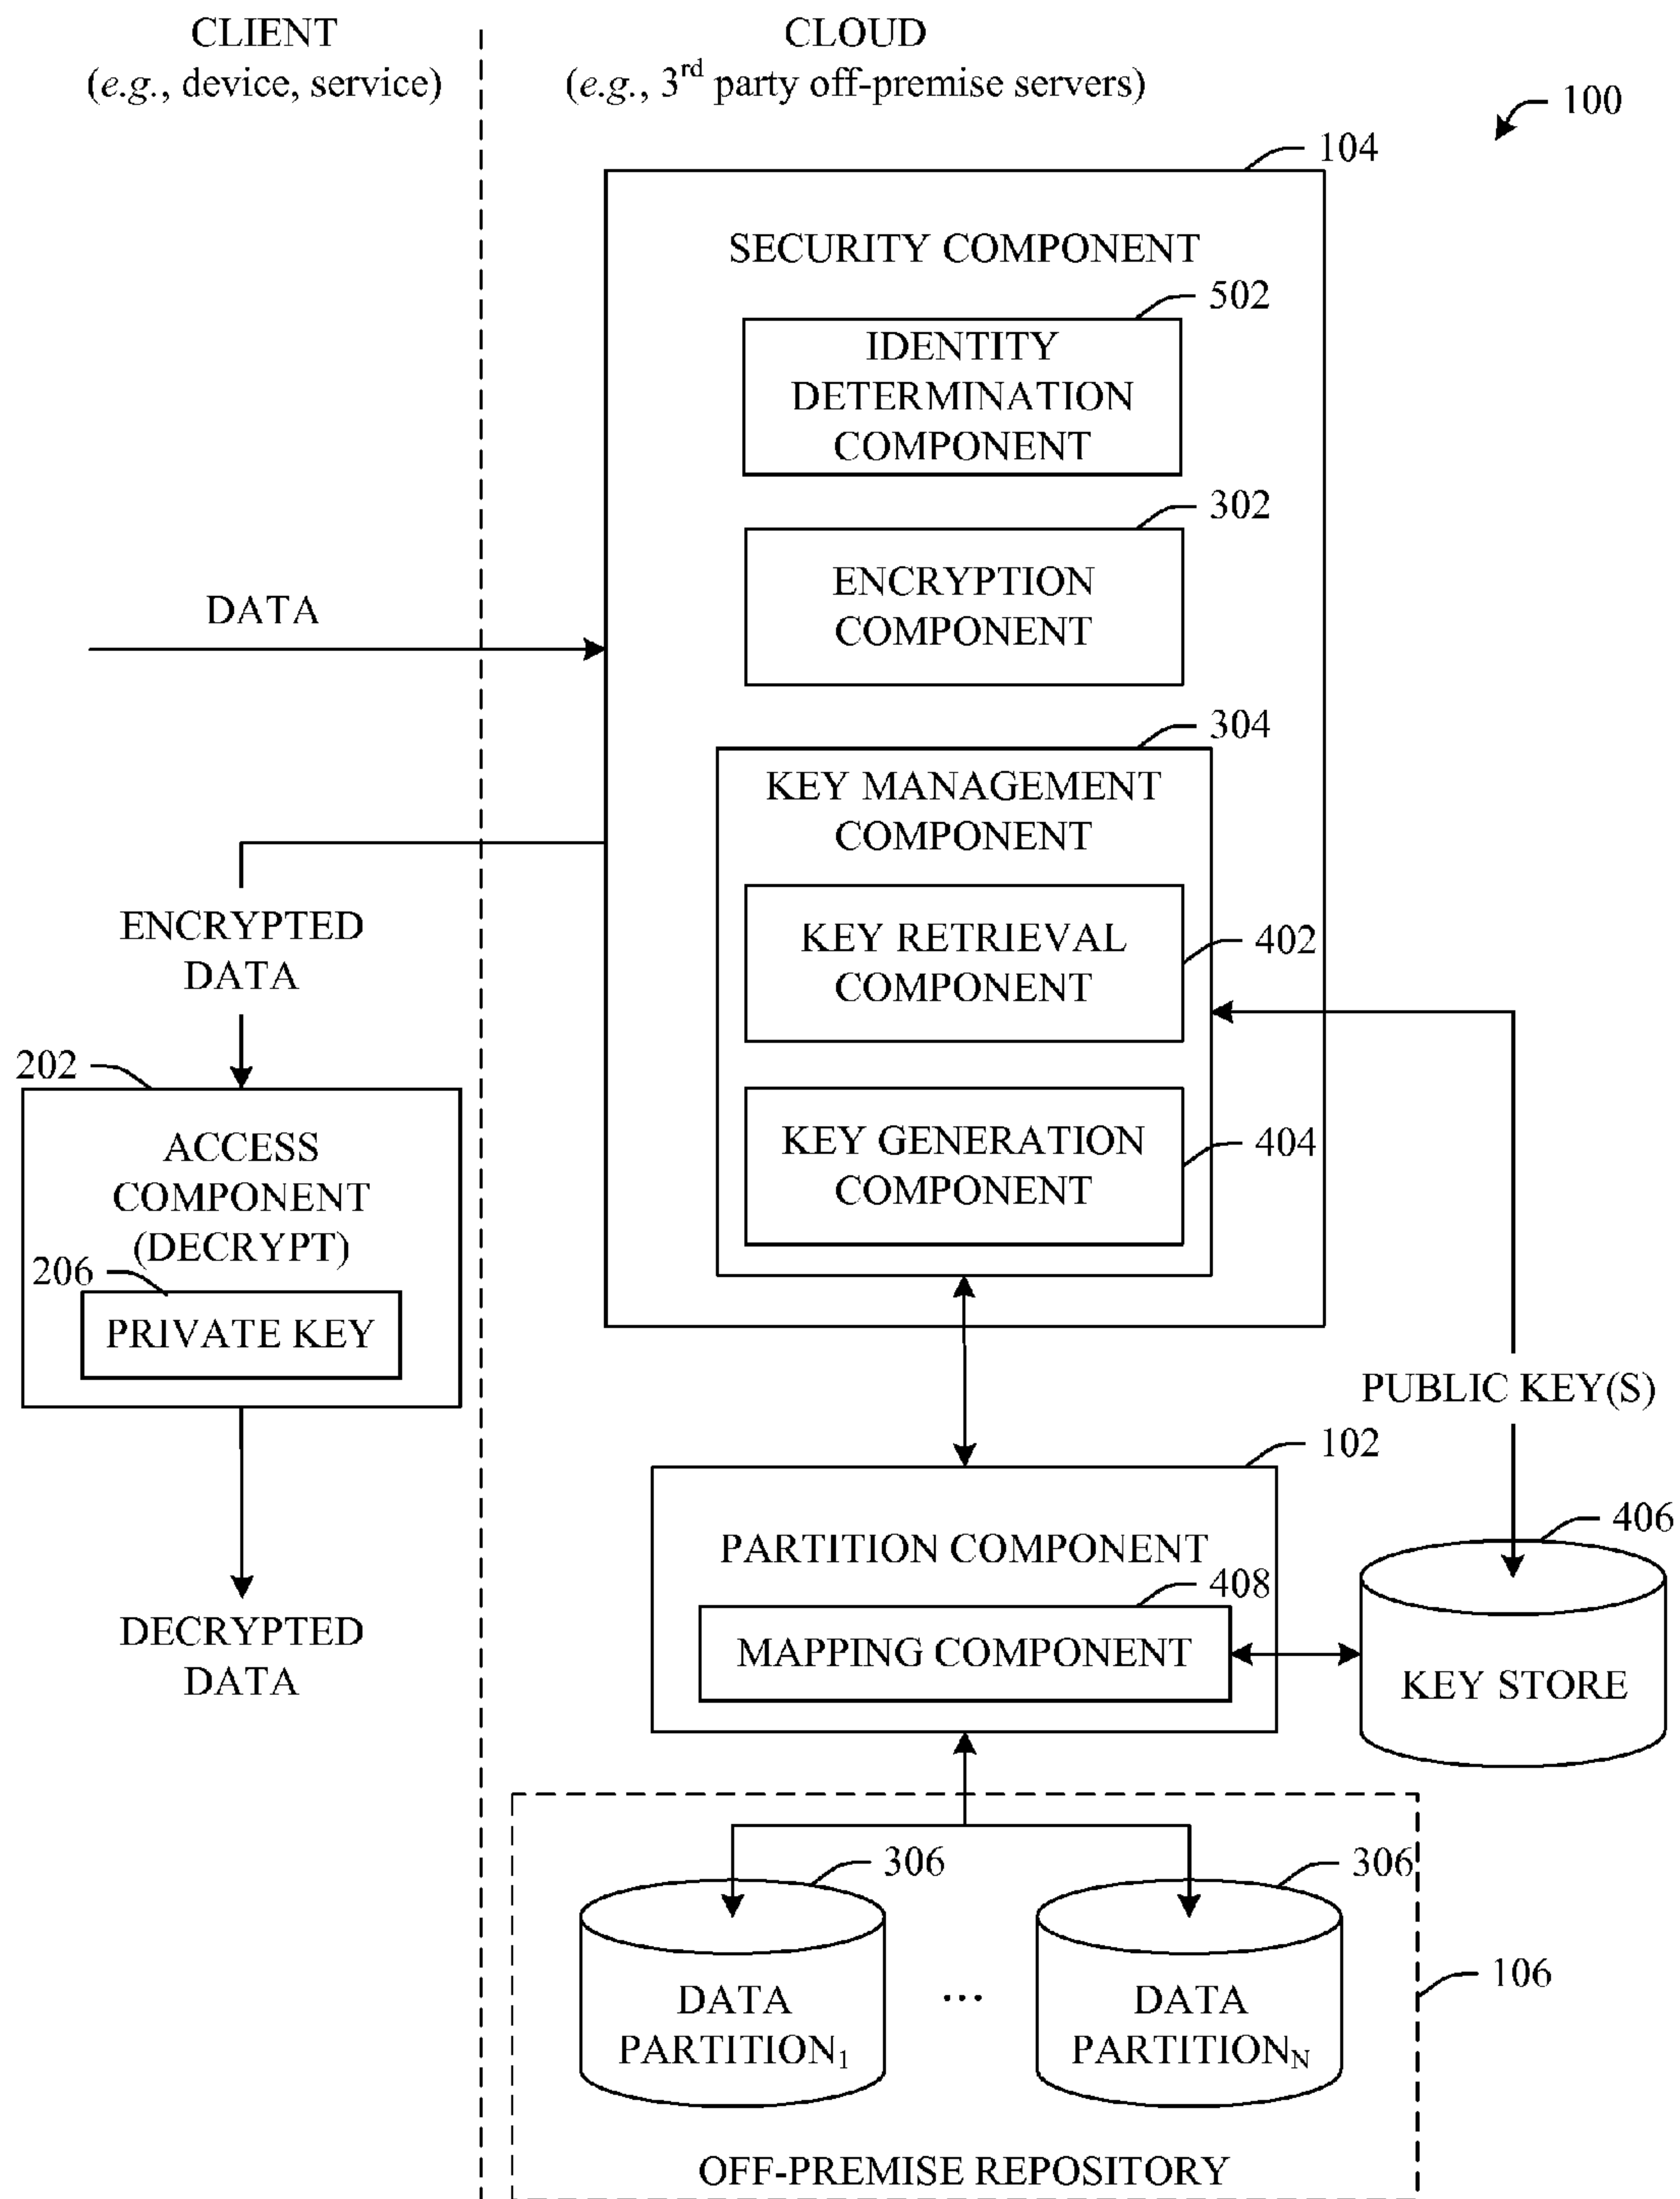 CLIENT
(e.g., device, service)
CLOUD
(e.g., 3rd party off-premise servers)
100
104
SECURITY COMPONENT
502
IDENTITY
DETERMINATION
COMPONENT
302
ENCRYPTION
COMPONENT
DATA
304
KEY MANAGEMENT
COMPONENT
KEY RETRIEVAL
COMPONENT
402
ENCRYPTED
DATA
KEY GENERATION
COMPONENT
404
202
ACCESS
COMPONENT
(DECRYPT)
206
PRIVATE KEY
PUBLIC KEY(S)
102
PARTITION COMPONENT
408
MAPPING COMPONENT
406
KEY STORE
DECRYPTED
DATA
306
DATA
PARTITION1
...
306
DATA
PARTITIONN
106
OFF-PREMISE REPOSITORY